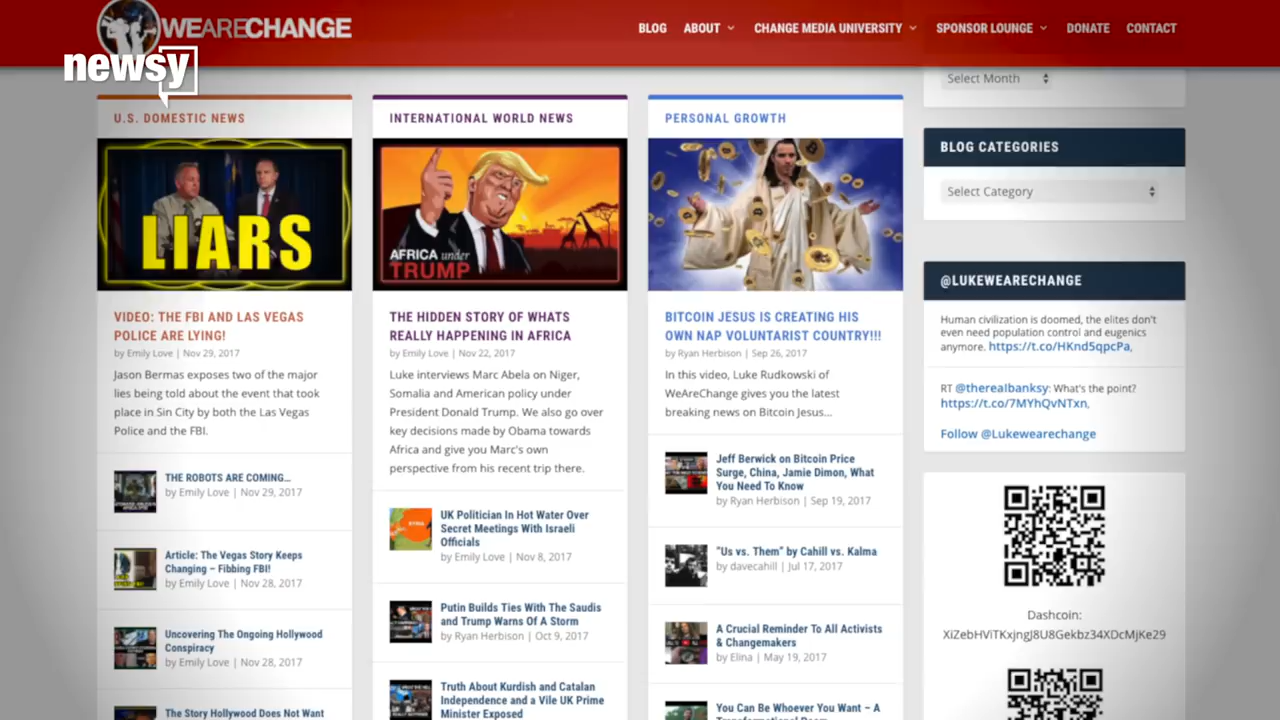 WEARECHANGE
BLOG ABOUT CHANGE MEDIA UNIVERSITY SPONSOR LOUNGE DONATE CONTACT
newsy
U.S. DOMESTIC NEWS
LIARS
VIDEO: THE FBI AND LAS VEGAS
POLICE ARE LYING!
by Emily Love | Nov 29, 2017
Jason Bermas exposes two of the major
lies being told about the event that took
place in Sin City by both the Las Vegas
Police and the FBI.
THE ROBOTS ARE COMING...
by Emily Love | Nov 29, 2017
Article: The Vegas Story Keeps
Changing – Fibbing FBI!
by Emily Love | Nov 28, 2017
Uncovering The Ongoing Hollywood
Conspiracy
by Emily Love | Nov 28, 2017
The Story Hollywood Does Not Want
INTERNATIONAL WORLD NEWS
AFRICA under
TRUMP
THE HIDDEN STORY OF WHATS
REALLY HAPPENING IN AFRICA
by Emily Love | Nov 22, 2017
Luke interviews Marc Abela on Niger,
Somalia and American policy under
President Donald Trump. We also go over
key decisions made by Obama towards
Africa and give you Marc's own
perspective from his recent trip there.
UK Politician In Hot Water Over
Secret Meetings With Israeli
Officials
by Emily Love | Nov 8, 2017
Putin Builds Ties With The Saudis
and Trump Warns Of A Storm
by Ryan Herbison | Oct 9, 2017
Truth About Kurdish and Catalan
Independence and a Vile UK Prime
Minister Exposed
PERSONAL GROWTH
BITCOIN JESUS IS CREATING HIS
OWN NAP VOLUNTARIST COUNTRY!!!
by Ryan Herbison | Sep 26, 2017
In this video, Luke Rudkowski of
WeAreChange gives you the latest
breaking news on Bitcoin Jesus...
Jeff Berwick on Bitcoin Price
Surge, China, Jamie Dimon, What
You Need To Know
by Ryan Herbison | Sep 19, 2017
"Us vs. Them" by Cahill vs. Kalma
by davecahill | Jul 17, 2017
A Crucial Reminder To All Activists
& Changemakers
by Elina | May 19, 2017
You Can Be Whoever You Want – A
Select Month
BLOG CATEGORIES
Select Category
@LUKEWEARECHANGE
Human civilization is doomed, the elites don't
even need population control and eugenics
anymore. https://t.co/HKnd5qpcPa,
RT @therealbanksy: What's the point?
https://t.co/7MYhQvNTxn,
Follow @Lukewearechange
Dashcoin:
XiZebHViTKxjngJ8U8Gekbz34XDcMjKe29